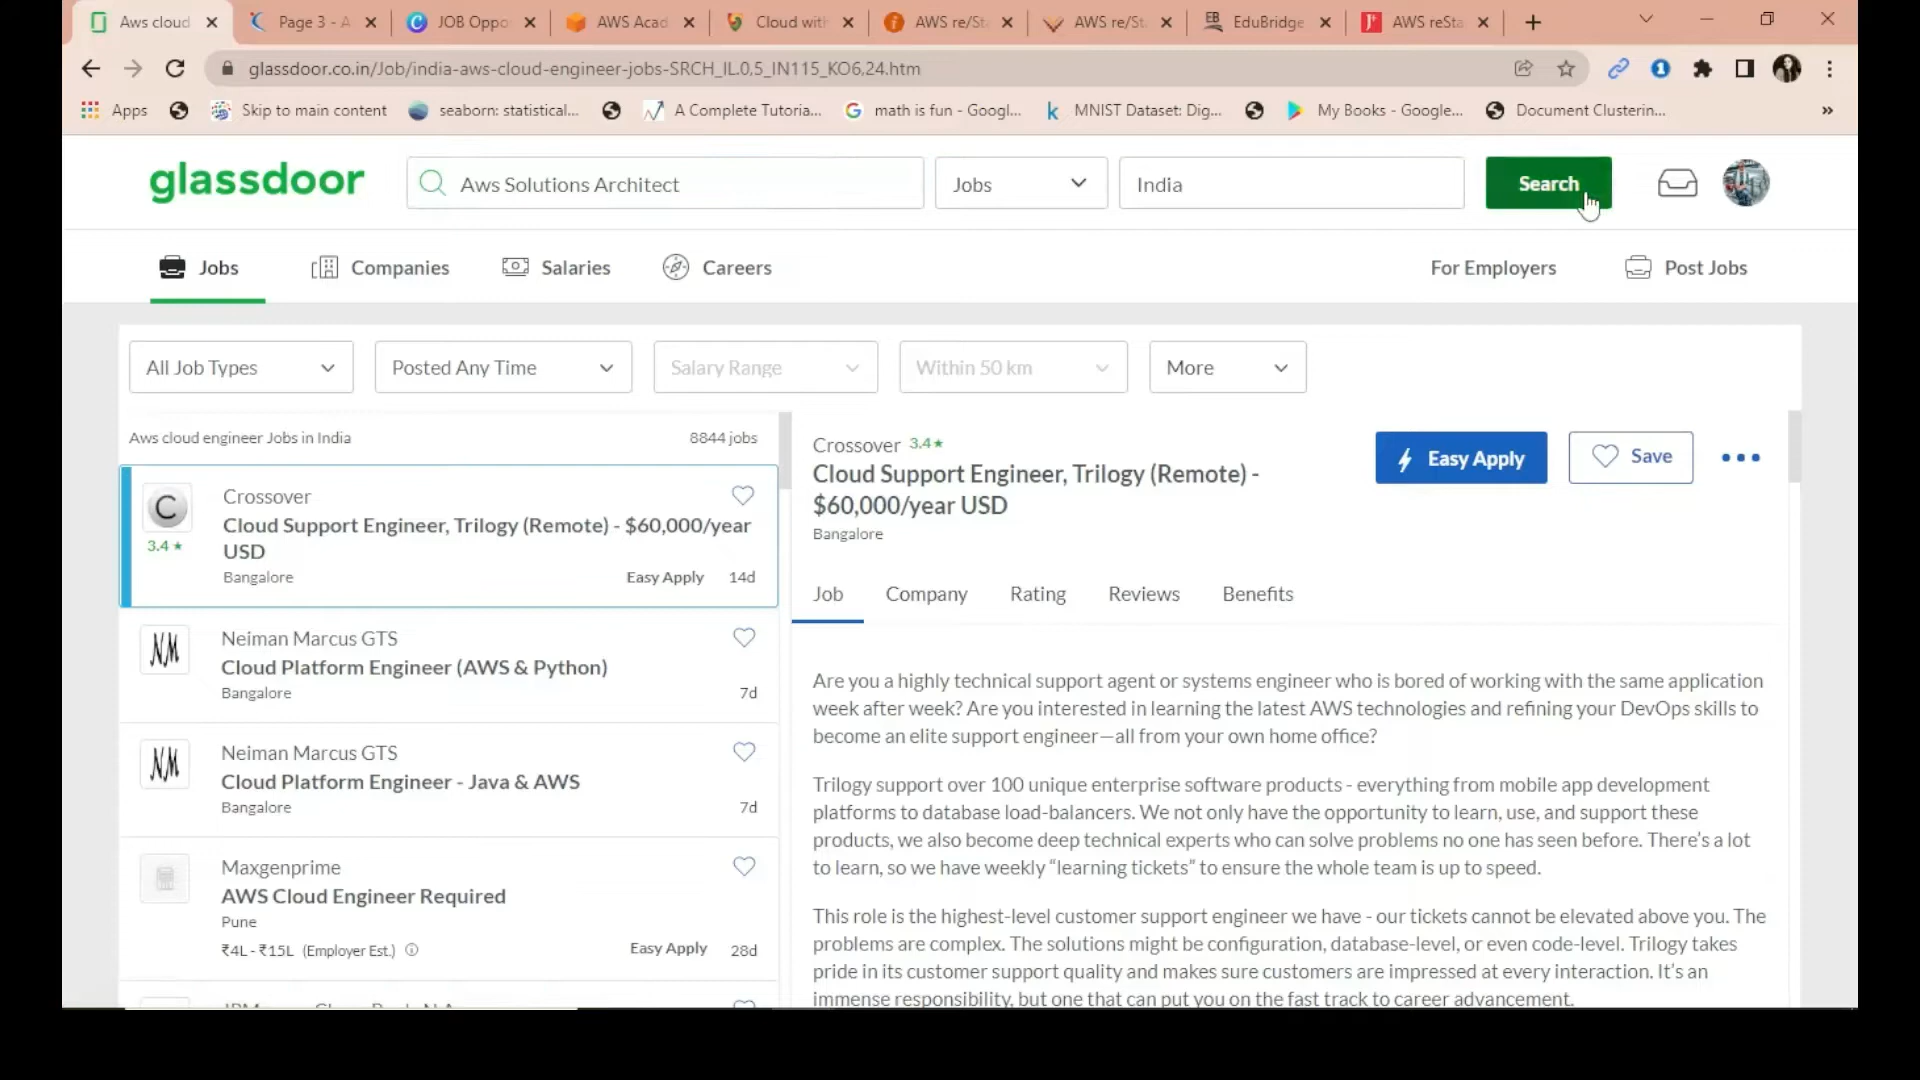 Aws cloud
Page 3 - A
JOB Oppo
AWS Acad
Cloud with
AWS re/St
AWS re/St
EduBridge
AWS reSta
glassdoor.co.in/Job/india-aws-cloud-engineer-jobs-SRCH_IL.0,5_IN115_KO6,24.htm
Apps
Skip to main content
seaborn: statistical...
A Complete Tutoria...
math is fun - Googl...
MNIST Dataset: Dig...
My Books - Google...
Document Clusterin...
glassdoor
Aws Solutions Architect
Jobs
India
Search
Jobs
Companies
Salaries
Careers
For Employers
Post Jobs
All Job Types
Posted Any Time
Salary Range
Within 50 km
More
Aws cloud engineer Jobs in India
8844 jobs
Crossover
Cloud Support Engineer, Trilogy (Remote) - $60,000/year
USD
3.4 ★
Bangalore
Easy Apply
14d
Neiman Marcus GTS
Cloud Platform Engineer (AWS & Python)
Bangalore
7d
Neiman Marcus GTS
Cloud Platform Engineer - Java & AWS
Bangalore
7d
Maxgenprime
AWS Cloud Engineer Required
Pune
₹4L - ₹15L (Employer Est.)
Easy Apply
28d
Crossover 3.4 ★
Cloud Support Engineer, Trilogy (Remote) -
$60,000/year USD
Bangalore
Easy Apply
Save
Job
Company
Rating
Reviews
Benefits
Are you a highly technical support agent or systems engineer who is bored of working with the same application
week after week? Are you interested in learning the latest AWS technologies and refining your DevOps skills to
become an elite support engineer—all from your own home office?
Trilogy support over 100 unique enterprise software products - everything from mobile app development
platforms to database load-balancers. We not only have the opportunity to learn, use, and support these
products, we also become deep technical experts who can solve problems no one has seen before. There's a lot
to learn, so we have weekly “learning tickets” to ensure the whole team is up to speed.
This role is the highest-level customer support engineer we have - our tickets cannot be elevated above you. The
problems are complex. The solutions might be configuration, database-level, or even code-level. Trilogy takes
pride in its customer support quality and makes sure customers are impressed at every interaction. It's an
immense responsibility, but one that can put you on the fast track to career advancement.